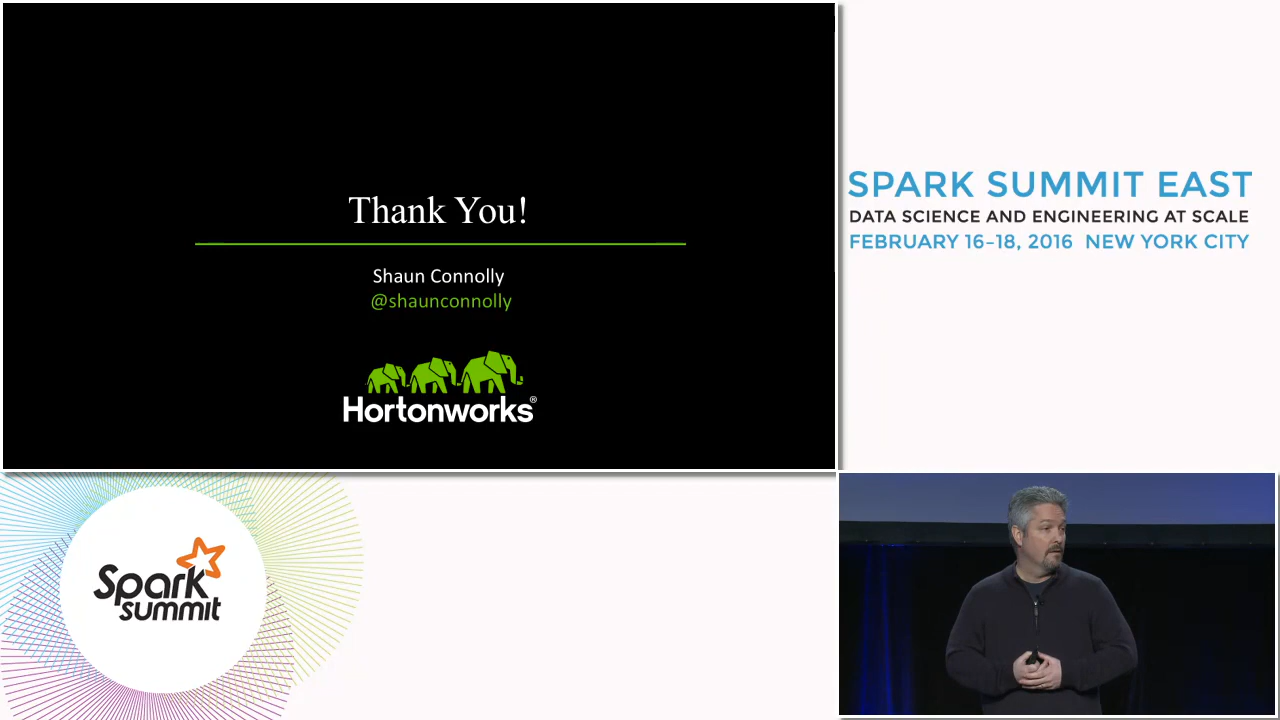 Thank You!
Shaun Connolly
@shaunconnolly
Hortonworks®
SPARK SUMMIT EAST
DATA SCIENCE AND ENGINEERING AT SCALE
FEBRUARY 16-18, 2016 NEW YORK CITY
Spark
summit